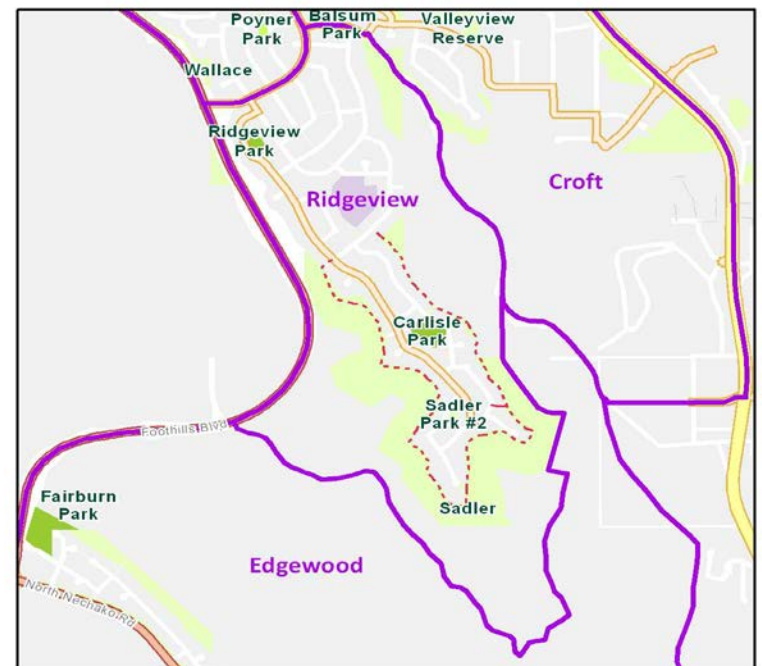 Poyner
Park
Balsum
Park
Valleyview
Reserve
Wallace
Ridgeview
Park
Croft
Ridgeview
Carlisle
Park
Sadler
Park #2
Foothills Blvd
Fairburn
Park
Sadler
Edgewood
North Nechako Rd